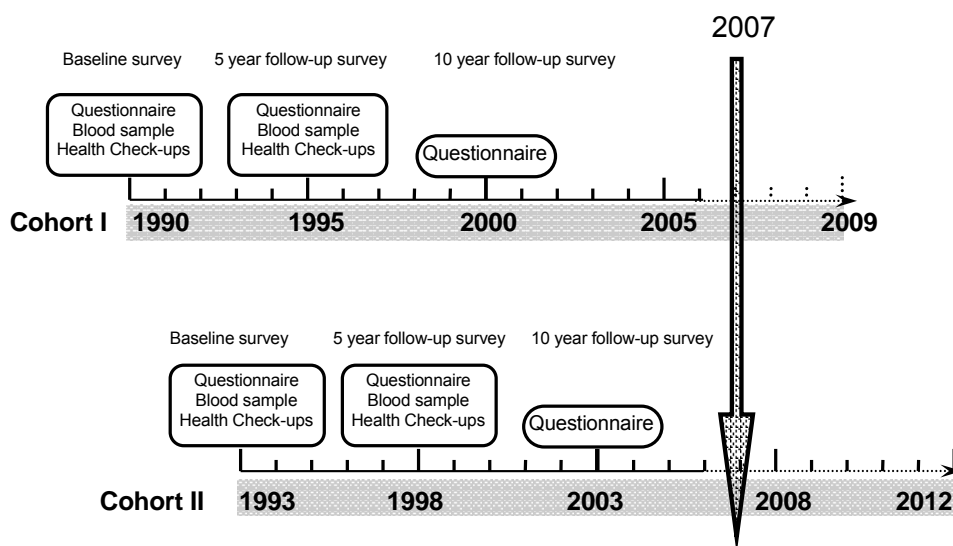 2007
Baseline survey 5 year follow-up survey 10 year follow-up survey
Questionnaire
Blood sample
Health Check-ups
Questionnaire
Blood sample
Health Check-ups
Questionnaire
Cohort I 1990 1995 2000 2005 2009
Baseline survey 5 year follow-up survey 10 year follow-up survey
Questionnaire
Blood sample
Health Check-ups
Questionnaire
Blood sample
Health Check-ups
Questionnaire
Cohort II 1993 1998 2003 2008 2012